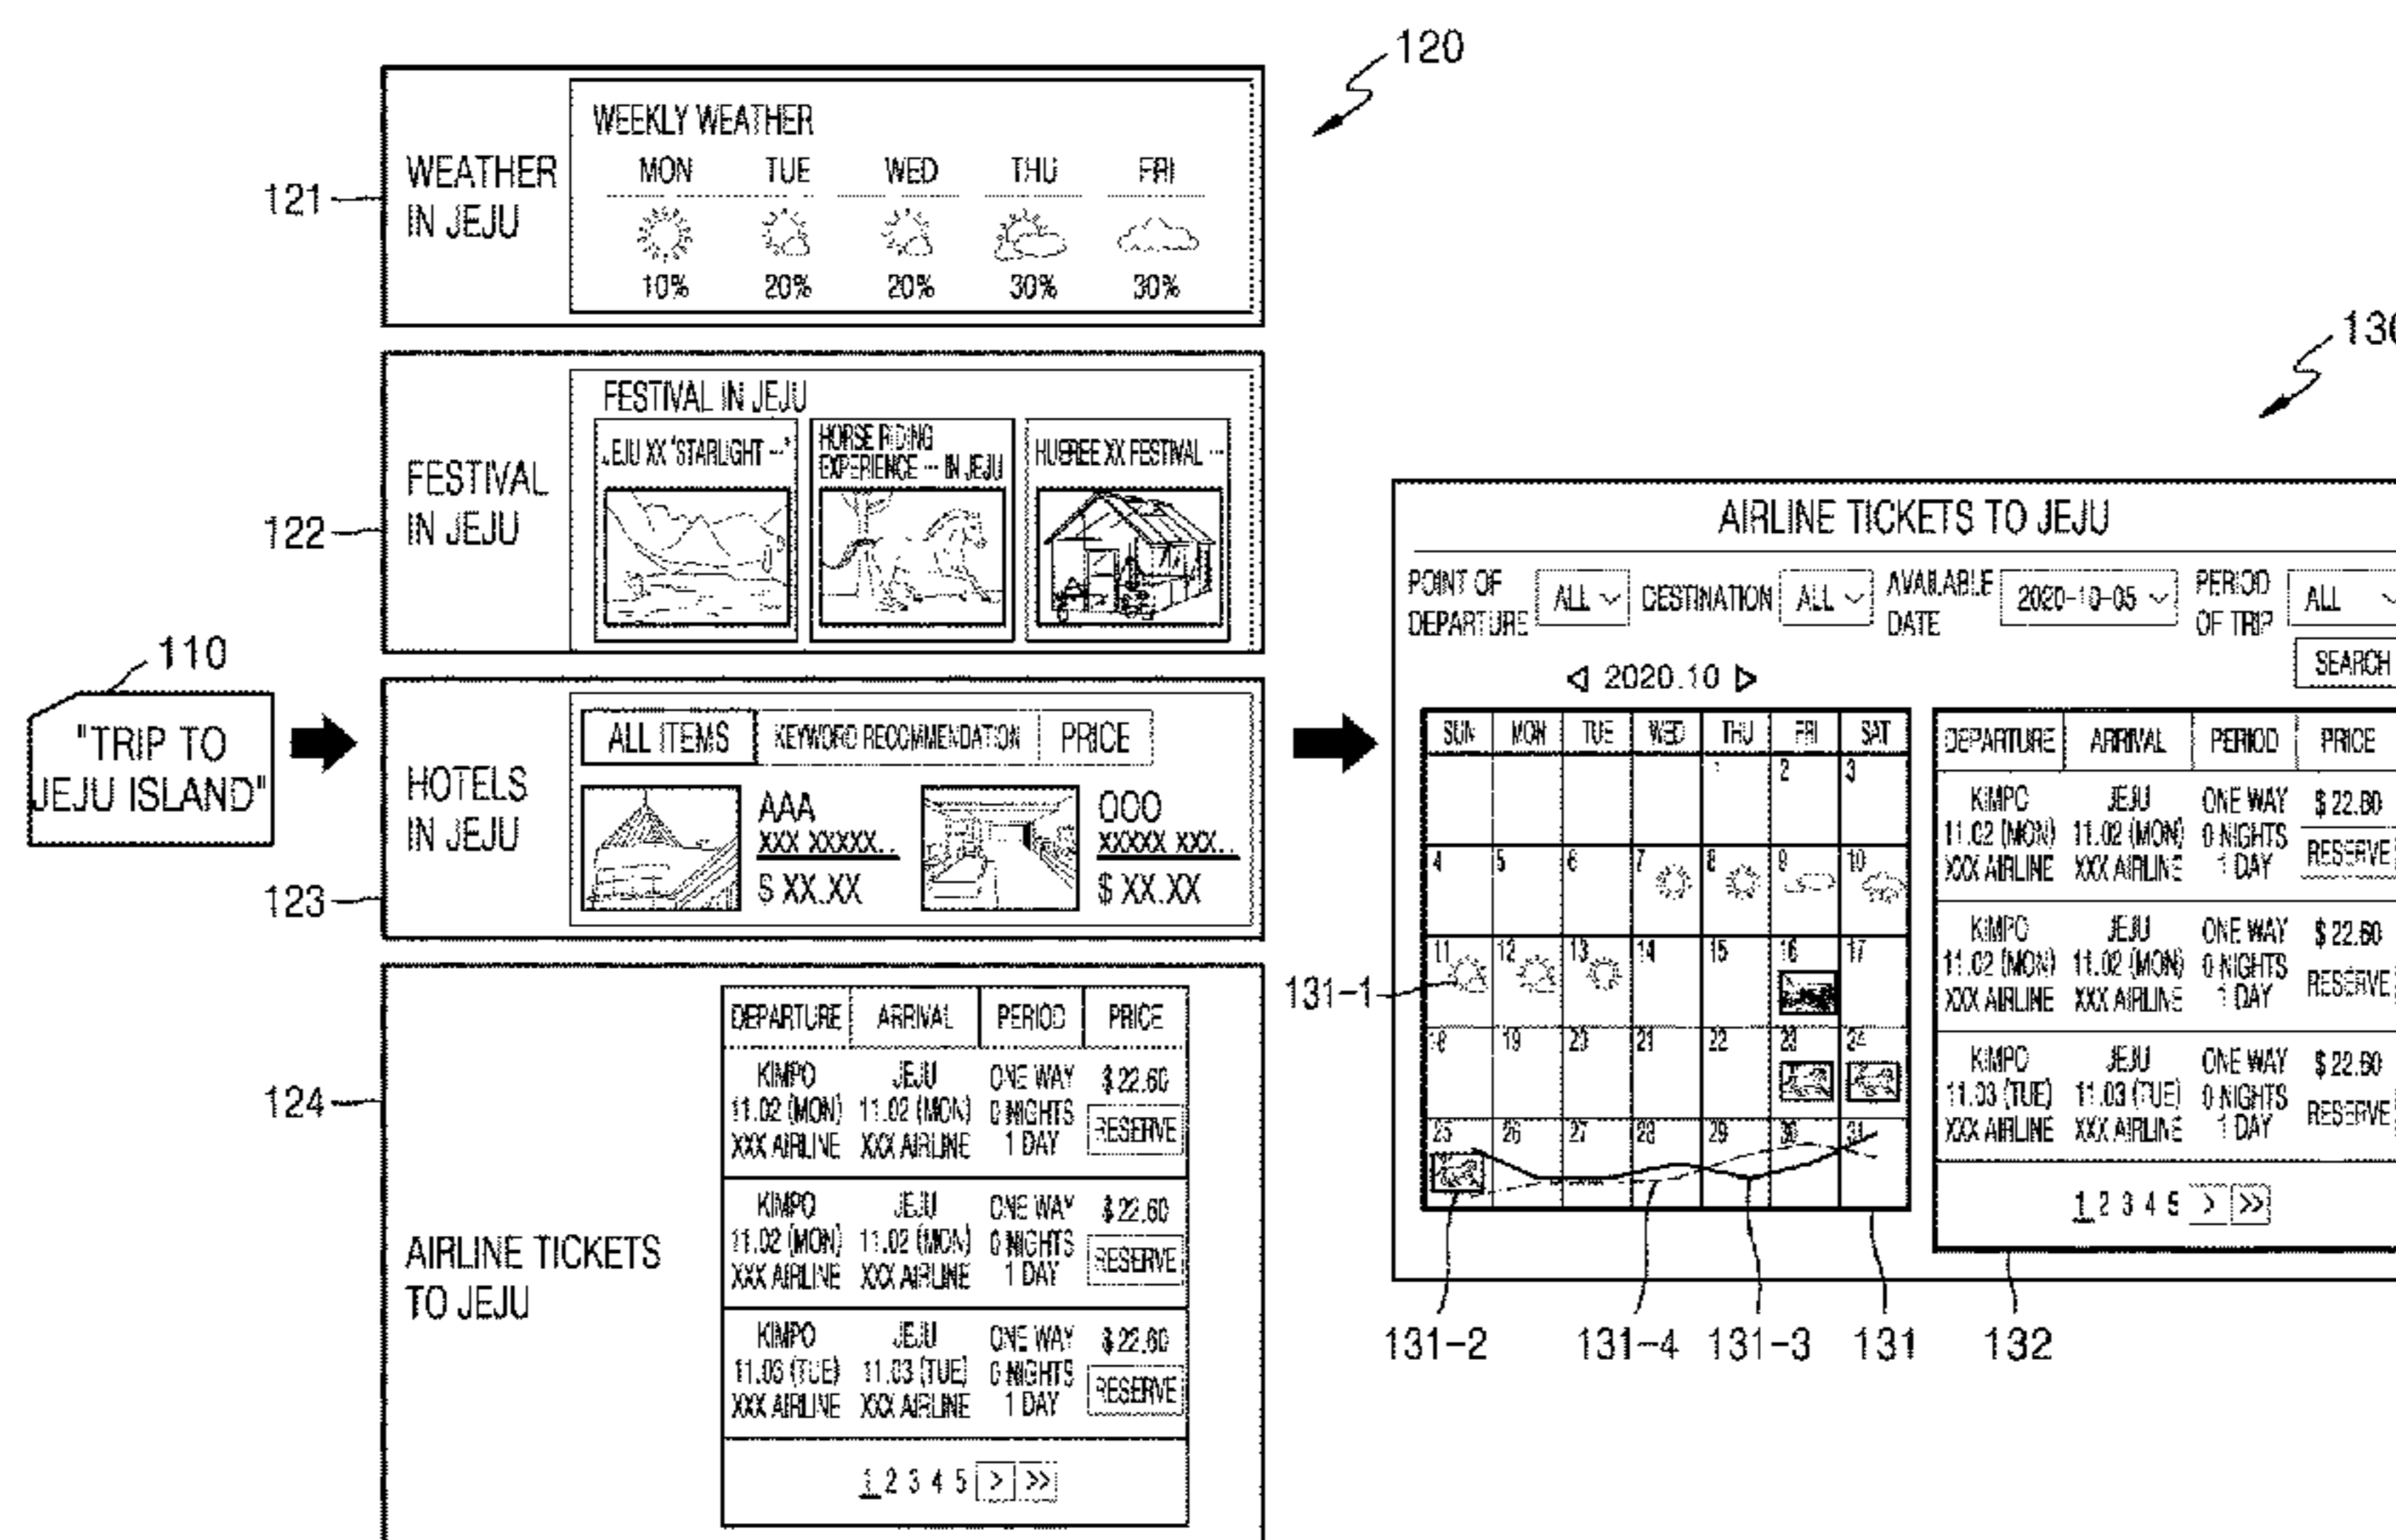 120
WEEKLY WEATHER
MON TUE WED THU FRI
10% 20% 20% 30% 30%
WEATHER
IN JEJU
121
FESTIVAL IN JEJU
JEJU XX "STARLIGHT ..."
HORSE RIDING
EXPERIENCE ... IN JEJU
HUEREE XX FESTIVAL ...
FESTIVAL
IN JEJU
122
110
"TRIP TO
JEJU ISLAND"
ALL ITEMS KEYWORD RECOMMENDATION PRICE
HOTELS
IN JEJU
AAA
XXX XXXXX..
$ XX.XX
OOO
XXXXX XXX..
$ XX.XX
123
124
AIRLINE TICKETS
TO JEJU
DEPARTURE ARRIVAL PERIOD PRICE
KIMPO JEJU ONE WAY $22.60
11.02 (MON) 11.02 (MON) 0 NIGHTS RESERVE
XXX AIRLINE XXX AIRLINE 1 DAY
KIMPO JEJU ONE WAY $22.60
11.02 (MON) 11.02 (MON) 0 NIGHTS RESERVE
XXX AIRLINE XXX AIRLINE 1 DAY
KIMPO JEJU ONE WAY $22.60
11.03 (TUE) 11.03 (TUE) 0 NIGHTS RESERVE
XXX AIRLINE XXX AIRLINE 1 DAY
1 2 3 4 5 > >>
AIRLINE TICKETS TO JEJU
POINT OF
DEPARTURE
ALL
DESTINATION
ALL
AVAILABLE
DATE
2020-10-05
PERIOD
OF TRIP
ALL
SEARCH
2020.10
SUN MON TUE WED THU FRI SAT
1 2 3
4 5 6 7 8 9 10
11 12 13 14 15 16 17
18 19 20 21 22 23 24
25 26 27 28 29 30 31
DEPARTURE ARRIVAL PERIOD PRICE
KIMPO JEJU ONE WAY $22.60
11.02 (MON) 11.02 (MON) 0 NIGHTS RESERVE
XXX AIRLINE XXX AIRLINE 1 DAY
KIMPO JEJU ONE WAY $22.60
11.02 (MON) 11.02 (MON) 0 NIGHTS RESERVE
XXX AIRLINE XXX AIRLINE 1 DAY
KIMPO JEJU ONE WAY $22.60
11.03 (TUE) 11.03 (TUE) 0 NIGHTS RESERVE
XXX AIRLINE XXX AIRLINE 1 DAY
1 2 3 4 5 > >>
131-1
131-2 131-4 131-3 131 132